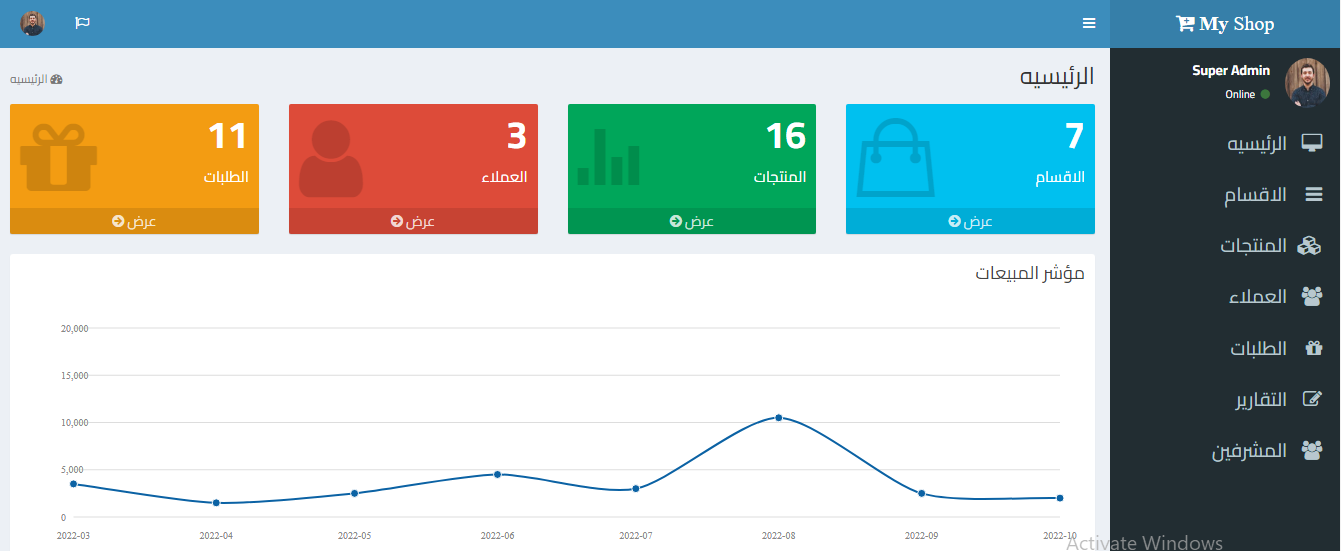 My Shop
Super Admin
Online
الرئيسيه
الاقسام
المنتجات
العملاء
الطلبات
التقارير
المشرفين
الرئيسيه
الرئيسيه
7
الاقسام
عرض
16
المنتجات
عرض
3
العملاء
عرض
11
الطلبات
عرض
مؤشر المبيعات
20,000
15,000
10,000
5,000
0
2022-03
2022-04
2022-05
2022-06
2022-07
2022-08
2022-09
2022-10
Activate Windows